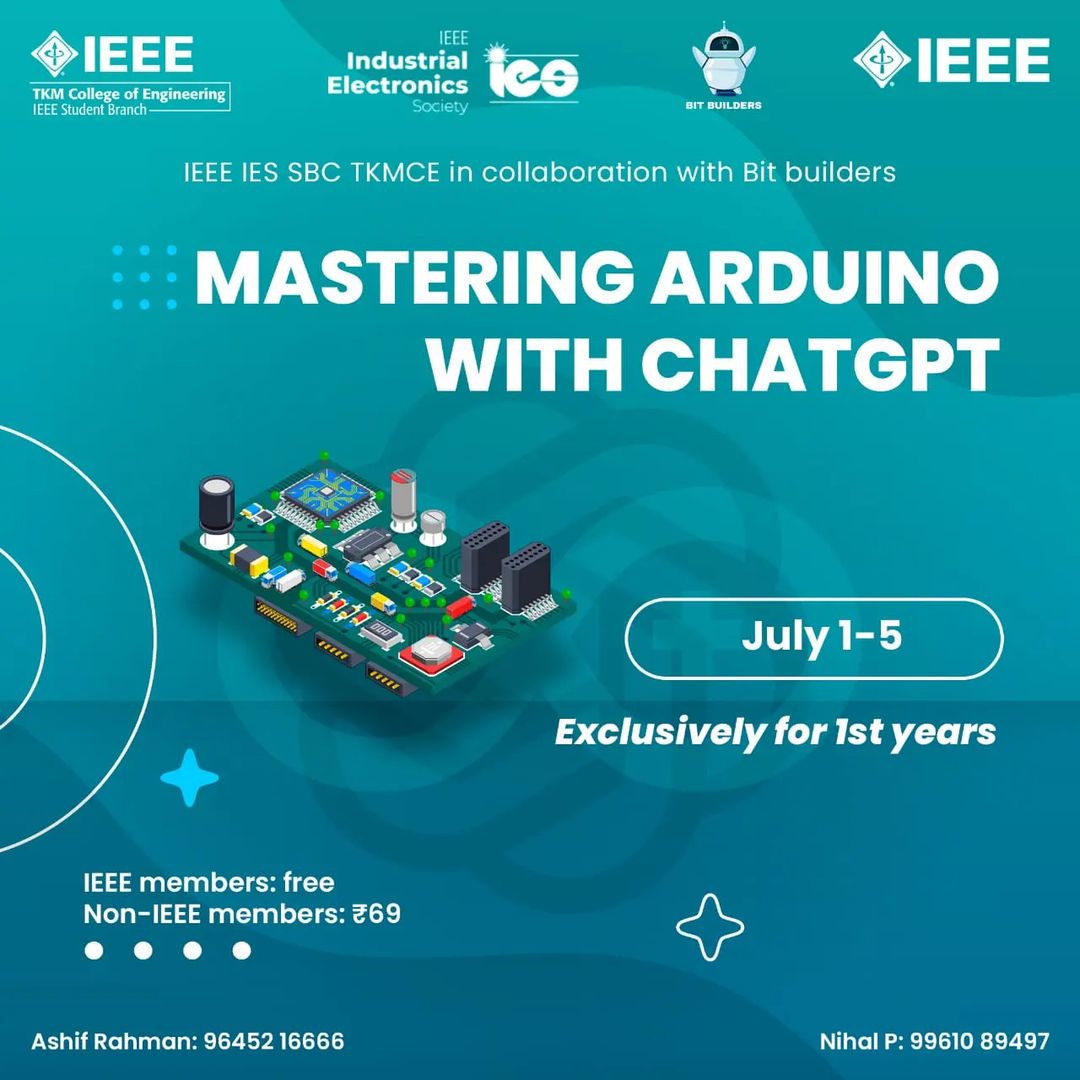 IEEE
TKM College of Engineering
IEEE Student Branch
IEEE
Industrial
Electronics
Society
ies
BIT BUILDERS
IEEE
IEEE IES SBC TKMCE in collaboration with Bit builders
MASTERING ARDUINO
WITH CHATGPT
July 1-5
Exclusively for 1st years
IEEE members: free
Non-IEEE members: ₹69
Ashif Rahman: 96452 16666
Nihal P: 99610 89497